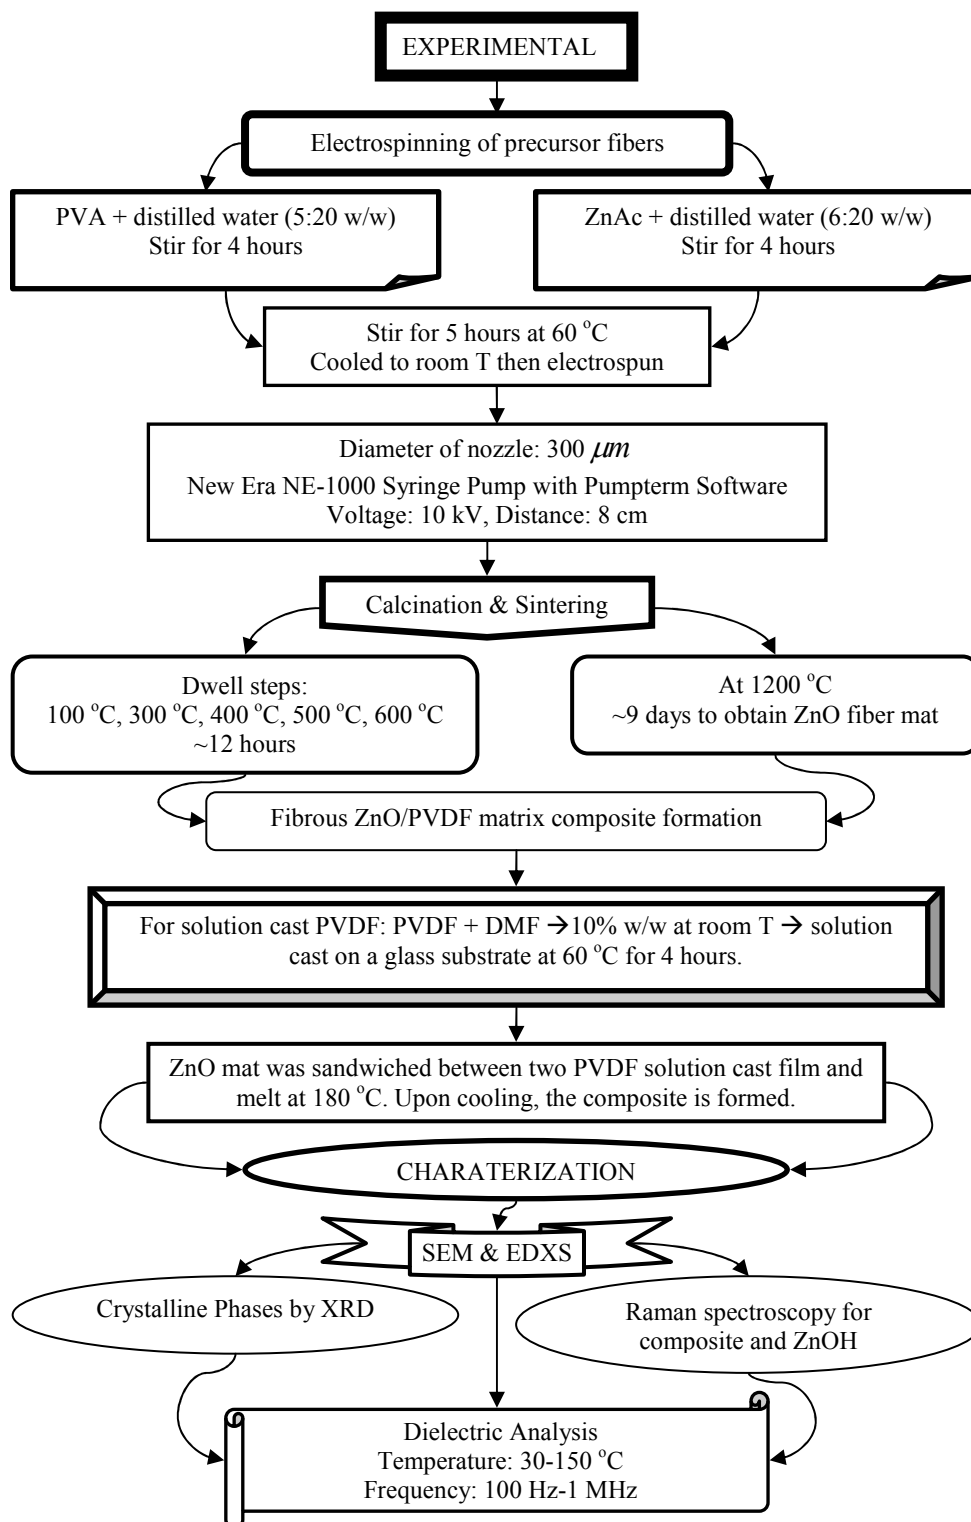 EXPERIMENTAL
Electrospinning of precursor fibers
PVA + distilled water (5:20 w/w)
Stir for 4 hours
ZnAc + distilled water (6:20 w/w)
Stir for 4 hours
Stir for 5 hours at 60 °C
Cooled to room T then electrospun
Diameter of nozzle: 300 μm
New Era NE-1000 Syringe Pump with Pumpterm Software
Voltage: 10 kV, Distance: 8 cm
Calcination & Sintering
Dwell steps:
100 °C, 300 °C, 400 °C, 500 °C, 600 °C
~12 hours
At 1200 °C
~9 days to obtain ZnO fiber mat
Fibrous ZnO/PVDF matrix composite formation
For solution cast PVDF: PVDF + DMF →10% w/w at room T → solution
cast on a glass substrate at 60 °C for 4 hours.
ZnO mat was sandwiched between two PVDF solution cast film and
melt at 180 °C. Upon cooling, the composite is formed.
CHARATERIZATION
SEM & EDXS
Crystalline Phases by XRD
Raman spectroscopy for
composite and ZnOH
Dielectric Analysis
Temperature: 30-150 °C
Frequency: 100 Hz-1 MHz